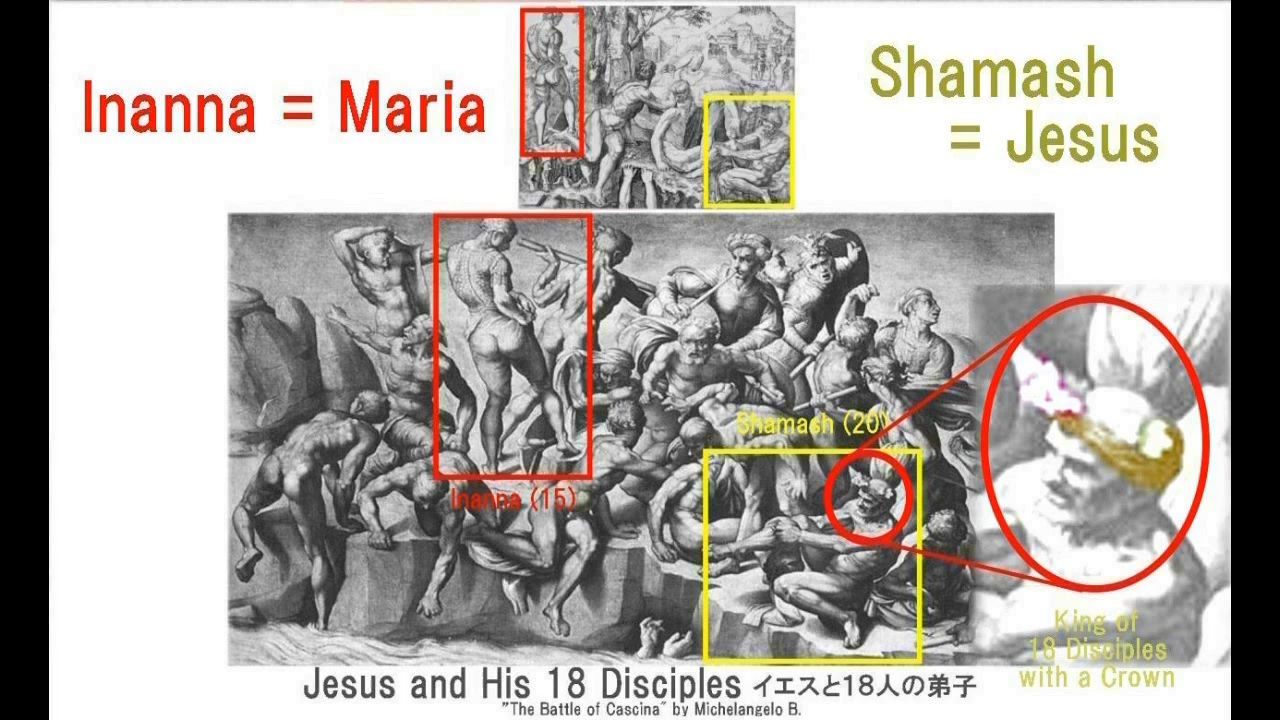 Inanna = Maria
Shamash
= Jesus
Shamash (20)
Inanna (15)
King of
18 Disciples
with a Crown
Jesus and His 18 Disciples イエスと18人の弟子
"The Battle of Cascina" by Michelangelo B.